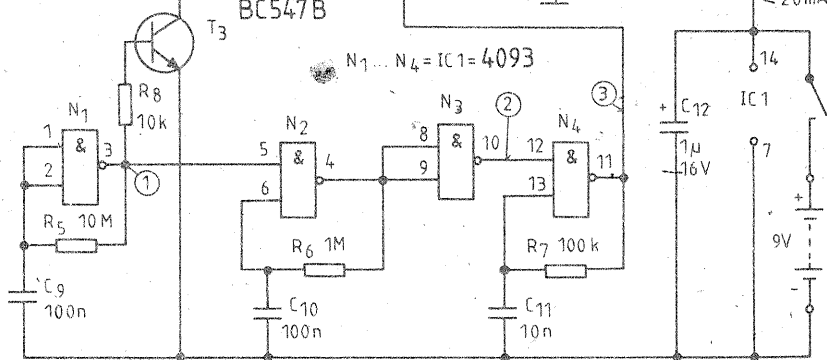 BC547B
20mA
T3
N1 ... N4 = IC1 = 4093
R8
10k
N1
1
2
&
3
1
R5 10M
C9
100n
N2
5
6
&
4
R6 1M
C10
100n
N3
8
9
&
10
2
N4
12
13
&
11
3
R7 100k
C11
10n
+
C12
1µ
16V
14
IC1
7
+
9V
-